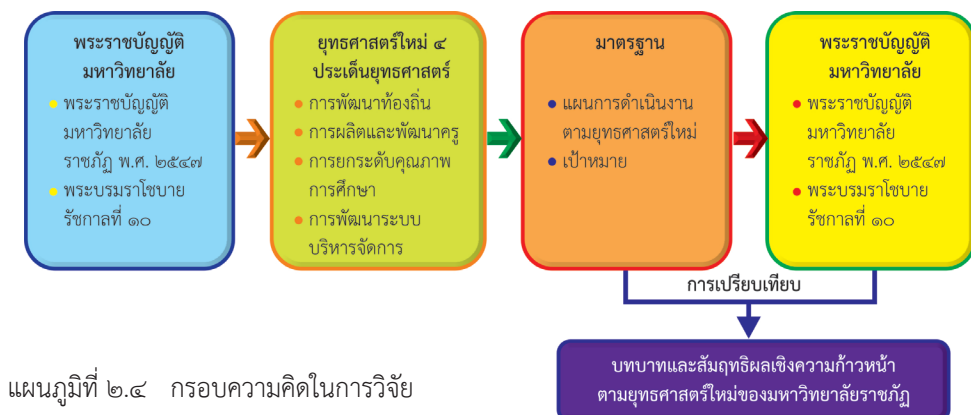 พระราชบัญญัติ
มหาวิทยาลัย
• พระราชบัญญัติ
มหาวิทยาลัย
ราชภัฏ พ.ศ. ๒๕๔๗
• พระบรมราโชบาย
รัชกาลที่ ๑๐
ยุทธศาสตร์ใหม่ ๔
ประเด็นยุทธศาสตร์
• การพัฒนาท้องถิ่น
• การผลิตและพัฒนาครู
• การยกระดับคุณภาพ
การศึกษา
• การพัฒนาระบบ
บริหารจัดการ
มาตรฐาน
• แผนการดำเนินงาน
ตามยุทธศาสตร์ใหม่
• เป้าหมาย
พระราชบัญญัติ
มหาวิทยาลัย
• พระราชบัญญัติ
มหาวิทยาลัย
ราชภัฏ พ.ศ. ๒๕๔๗
• พระบรมราโชบาย
รัชกาลที่ ๑๐
การเปรียบเทียบ
บทบาทและสัมฤทธิผลเชิงความก้าวหน้า
ตามยุทธศาสตร์ใหม่ของมหาวิทยาลัยราชภัฏ
แผนภูมิที่ ๒.๔ กรอบความคิดในการวิจัย